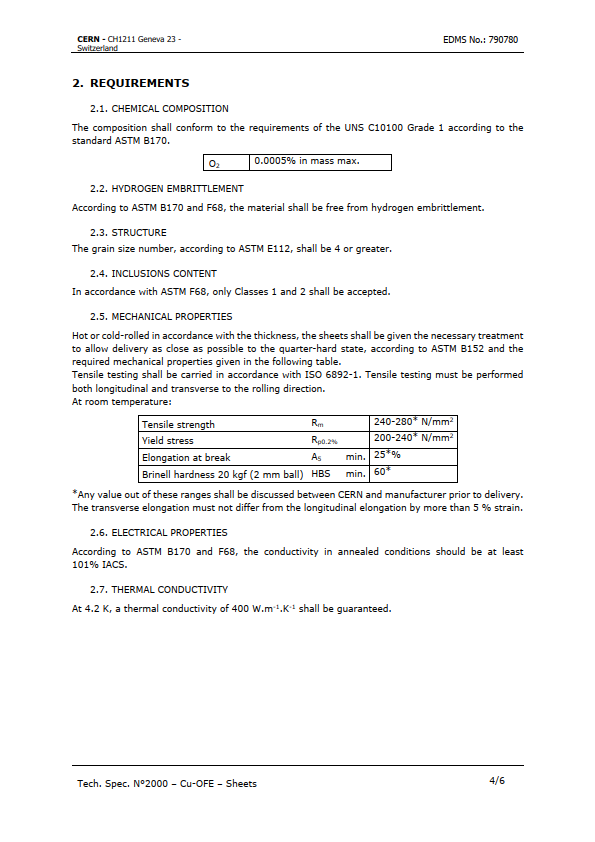 CERN - CH1211 Geneva 23 -
Switzerland
EDMS No.: 790780
2. REQUIREMENTS
2.1. CHEMICAL COMPOSITION
The composition shall conform to the requirements of the UNS C10100 Grade 1 according to the
standard ASTM B170.
O₂ 0.0005% in mass max.
2.2. HYDROGEN EMBRITTLEMENT
According to ASTM B170 and F68, the material shall be free from hydrogen embrittlement.
2.3. STRUCTURE
The grain size number, according to ASTM E112, shall be 4 or greater.
2.4. INCLUSIONS CONTENT
In accordance with ASTM F68, only Classes 1 and 2 shall be accepted.
2.5. MECHANICAL PROPERTIES
Hot or cold-rolled in accordance with the thickness, the sheets shall be given the necessary treatment
to allow delivery as close as possible to the quarter-hard state, according to ASTM B152 and the
required mechanical properties given in the following table.
Tensile testing shall be carried in accordance with ISO 6892-1. Tensile testing must be performed
both longitudinal and transverse to the rolling direction.
At room temperature:
Tensile strength Rm 240-280* N/mm²
Yield stress Rp0.2% 200-240* N/mm²
Elongation at break A5 min. 25*%
Brinell hardness 20 kgf (2 mm ball) HBS min. 60*
*Any value out of these ranges shall be discussed between CERN and manufacturer prior to delivery.
The transverse elongation must not differ from the longitudinal elongation by more than 5 % strain.
2.6. ELECTRICAL PROPERTIES
According to ASTM B170 and F68, the conductivity in annealed conditions should be at least
101% IACS.
2.7. THERMAL CONDUCTIVITY
At 4.2 K, a thermal conductivity of 400 W.m⁻¹.K⁻¹ shall be guaranteed.
Tech. Spec. N°2000 – Cu-OFE – Sheets
4/6